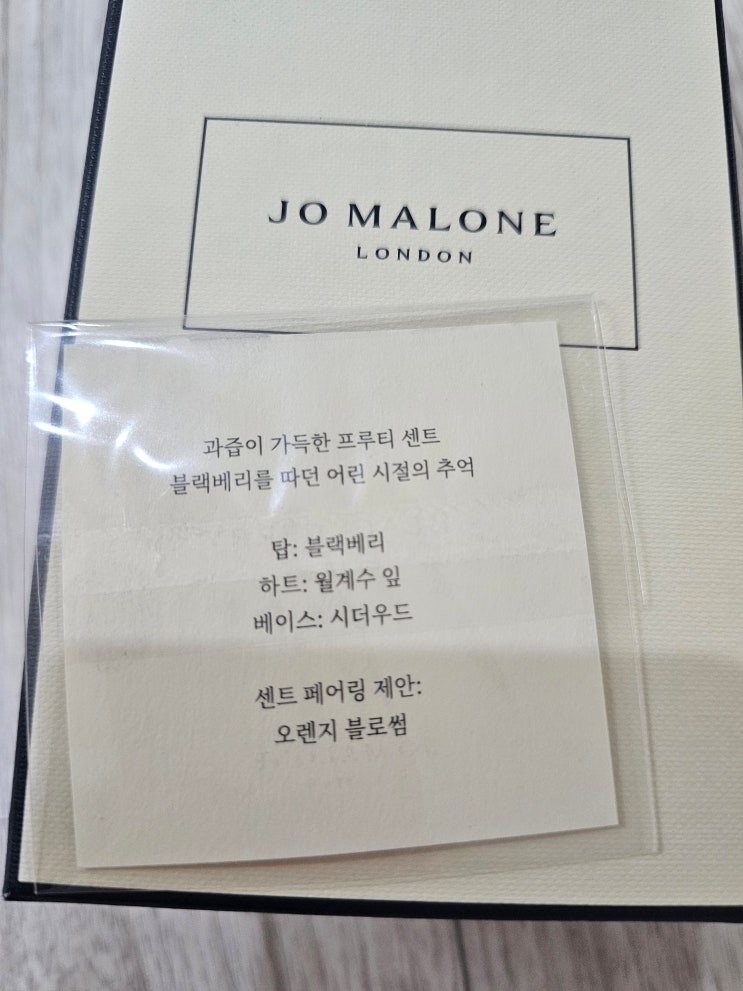 JO MALONE
LONDON
과즙이 가득한 프루티 센트
블랙베리를 따던 어린 시절의 추억
탑: 블랙베리
하트: 월계수 잎
베이스: 시더우드
센트 페어링 제안:
오렌지 블로썸